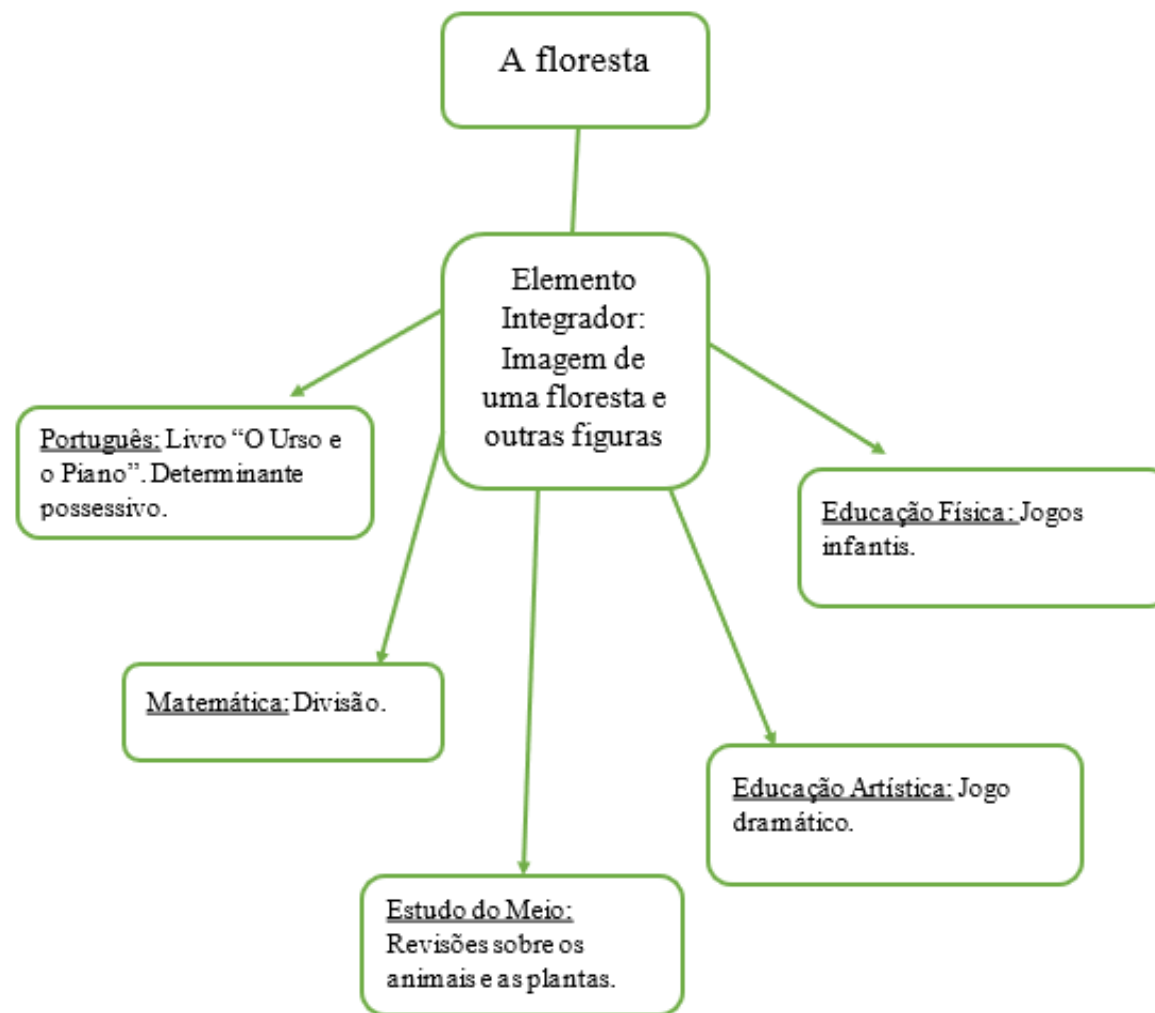 A floresta
Elemento
Integrador:
Imagem de
uma floresta e
outras figuras
Português: Livro “O Urso e
o Piano”. Determinante
possessivo.
Educação Física: Jogos
infantis.
Matemática: Divisão.
Educação Artística: Jogo
dramático.
Estudo do Meio:
Revisões sobre os
animais e as plantas.